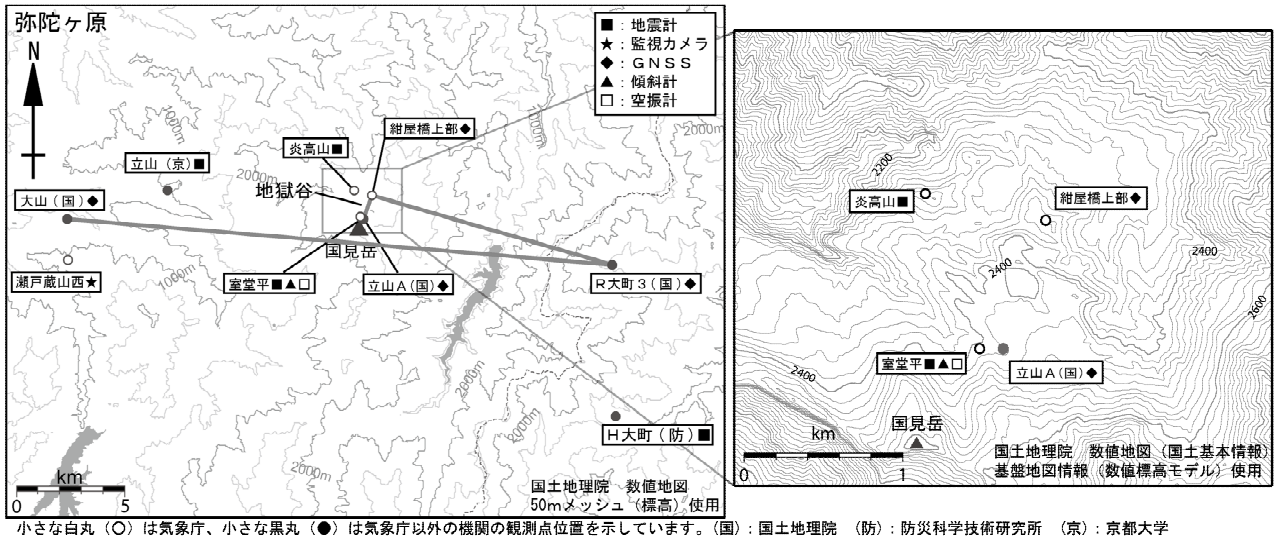 弥陀ヶ原
N
■：地震計
★：監視カメラ
◆：ＧＮＳＳ
▲：傾斜計
□：空振計
1000m
1000m
2000m
紺屋橋上部◆
炎高山■
立山（京）■
2000m
地獄谷
大山（国）◆
国見岳
1000m
瀬戸蔵山西★
室堂平■▲□
立山Ａ（国）◆
Ｒ大町３（国）◆
2000m
2000m
Ｈ大町（防）■
2000m
km
0 5
国土地理院 数値地図
50mメッシュ（標高）使用
2200
炎高山■
紺屋橋上部◆
2400
2400
2600
室堂平■▲□
立山Ａ（国）◆
2400
国見岳
km
0 1
国土地理院 数値地図（国土基本情報）
基盤地図情報（数値標高モデル）使用
小さな白丸（○）は気象庁、小さな黒丸（●）は気象庁以外の機関の観測点位置を示しています。（国）：国土地理院 （防）：防災科学技術研究所 （京）：京都大学